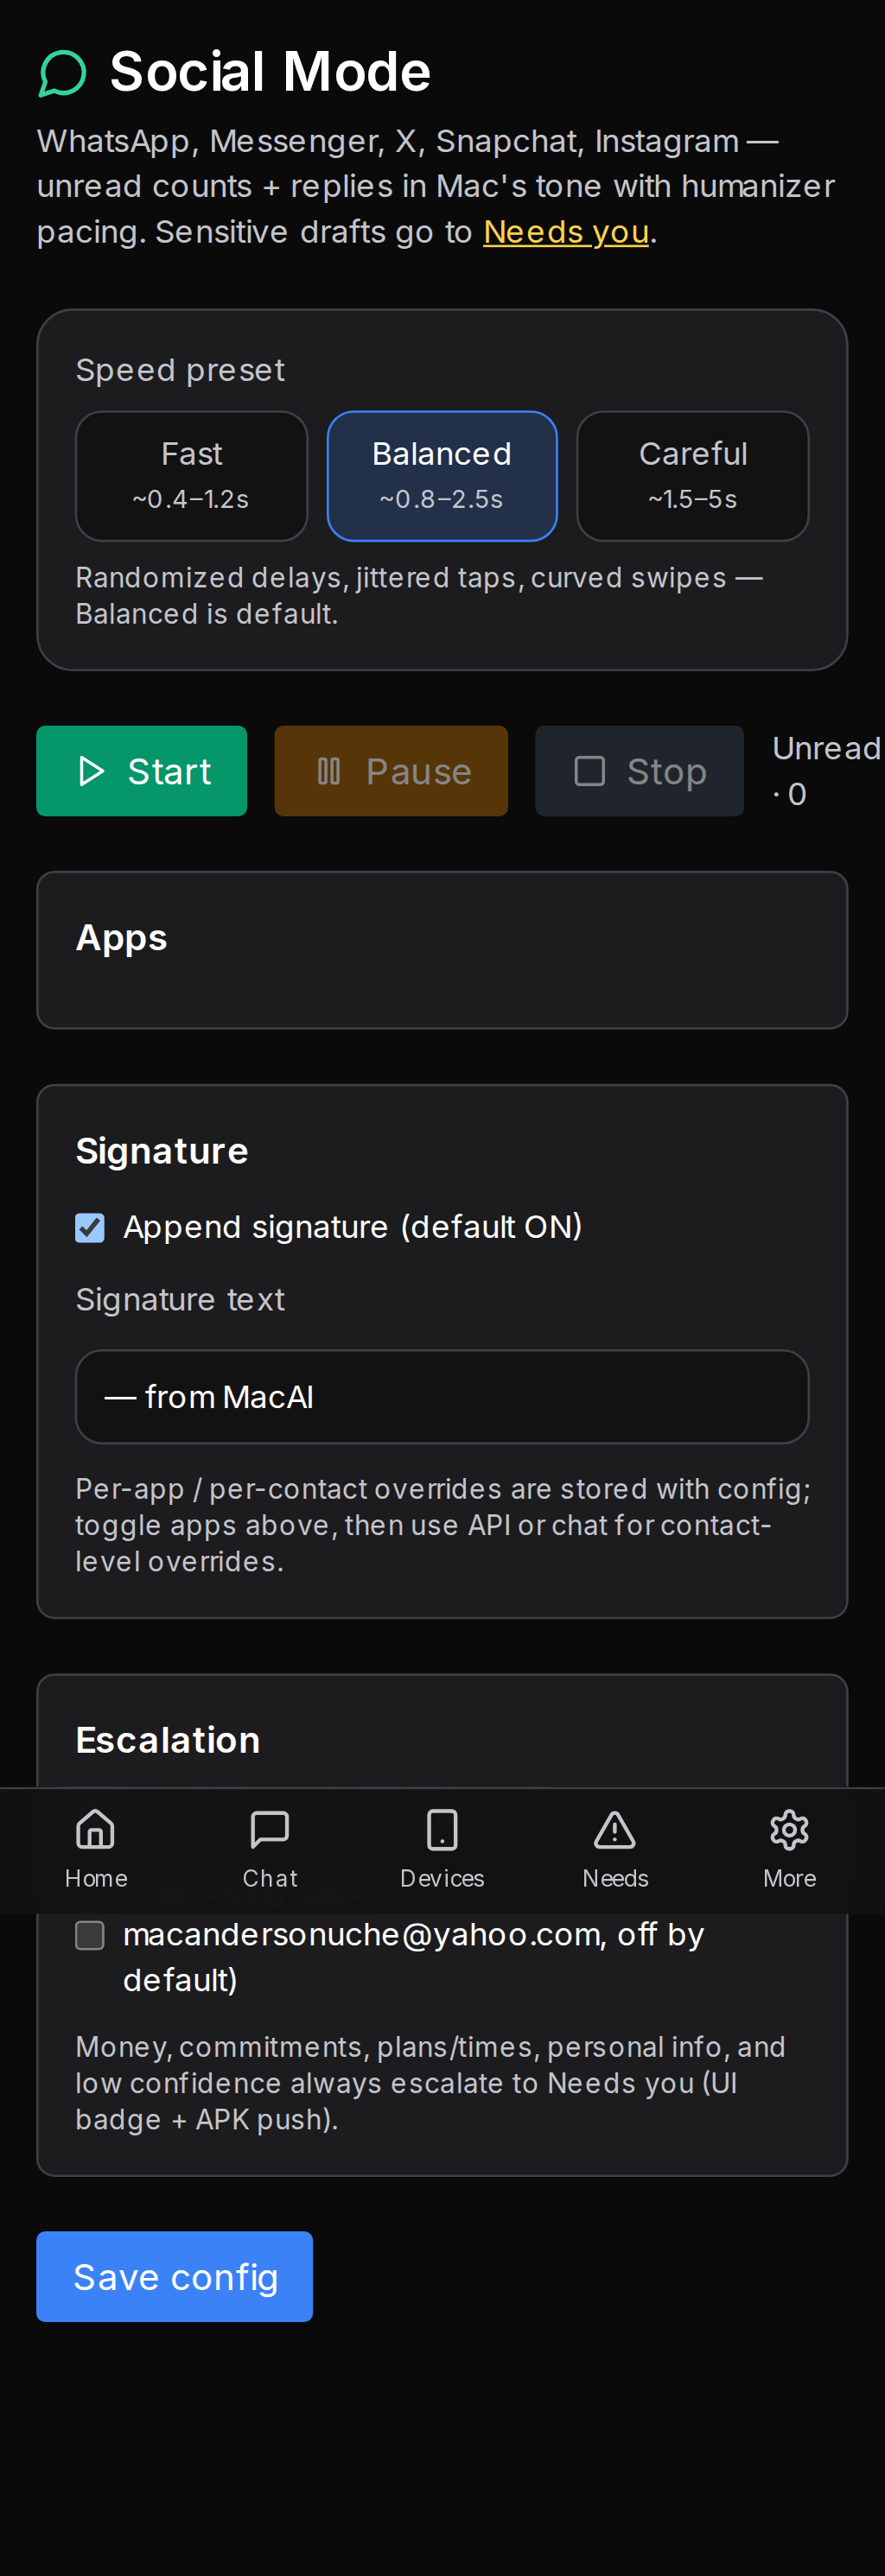 Social Mode
WhatsApp, Messenger, X, Snapchat, Instagram —
unread counts + replies in Mac's tone with humanizer
pacing. Sensitive drafts go to Needs you.
Speed preset
Fast
~0.4–1.2s
Balanced
~0.8–2.5s
Careful
~1.5–5s
Randomized delays, jittered taps, curved swipes —
Balanced is default.
Start
Pause
Stop
Unread
· 0
Apps
Signature
Append signature (default ON)
Signature text
— from MacAI
Per-app / per-contact overrides are stored with config;
toggle apps above, then use API or chat for contact-
level overrides.
Escalation
Home
Chat
Devices
Needs
More
macandersonuche@yahoo.com, off by
default)
Money, commitments, plans/times, personal info, and
low confidence always escalate to Needs you (UI
badge + APK push).
Save config